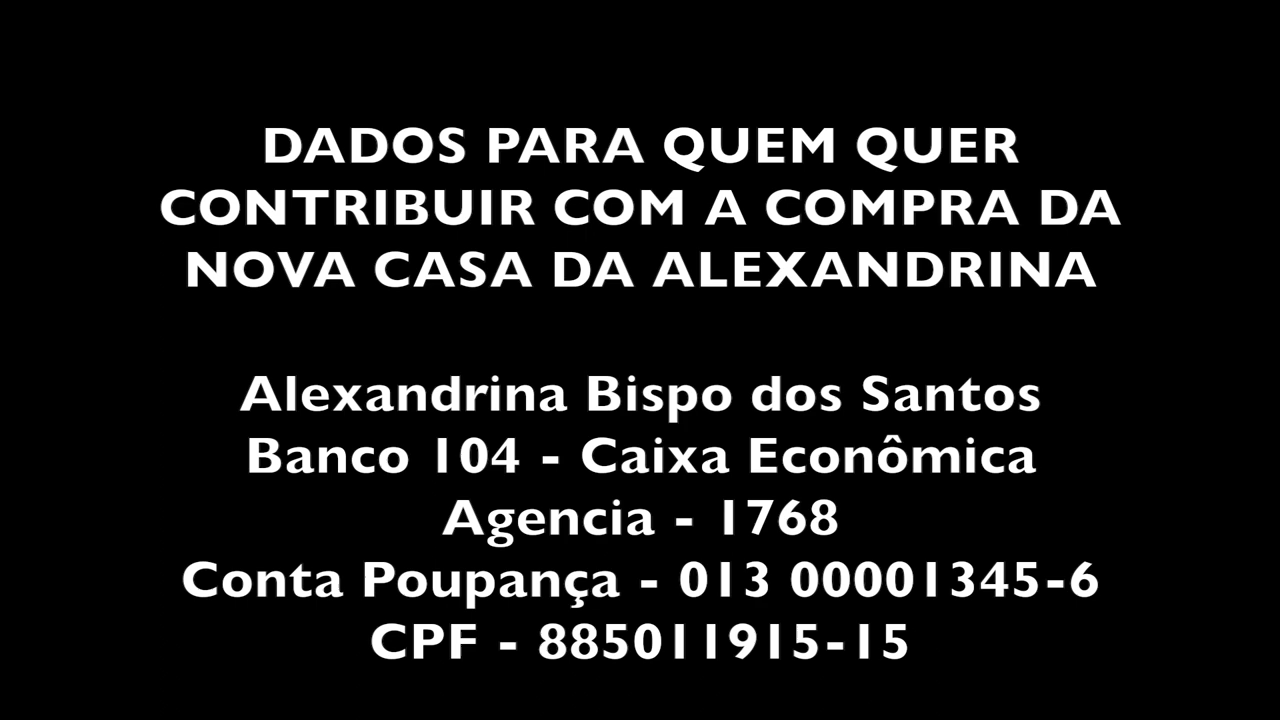 DADOS PARA QUEM QUER
CONTRIBUIR COM A COMPRA DA
NOVA CASA DA ALEXANDRINA
Alexandrina Bispo dos Santos
Banco 104 - Caixa Econômica
Agencia - 1768
Conta Poupança - 013 00001345-6
CPF - 885011915-15